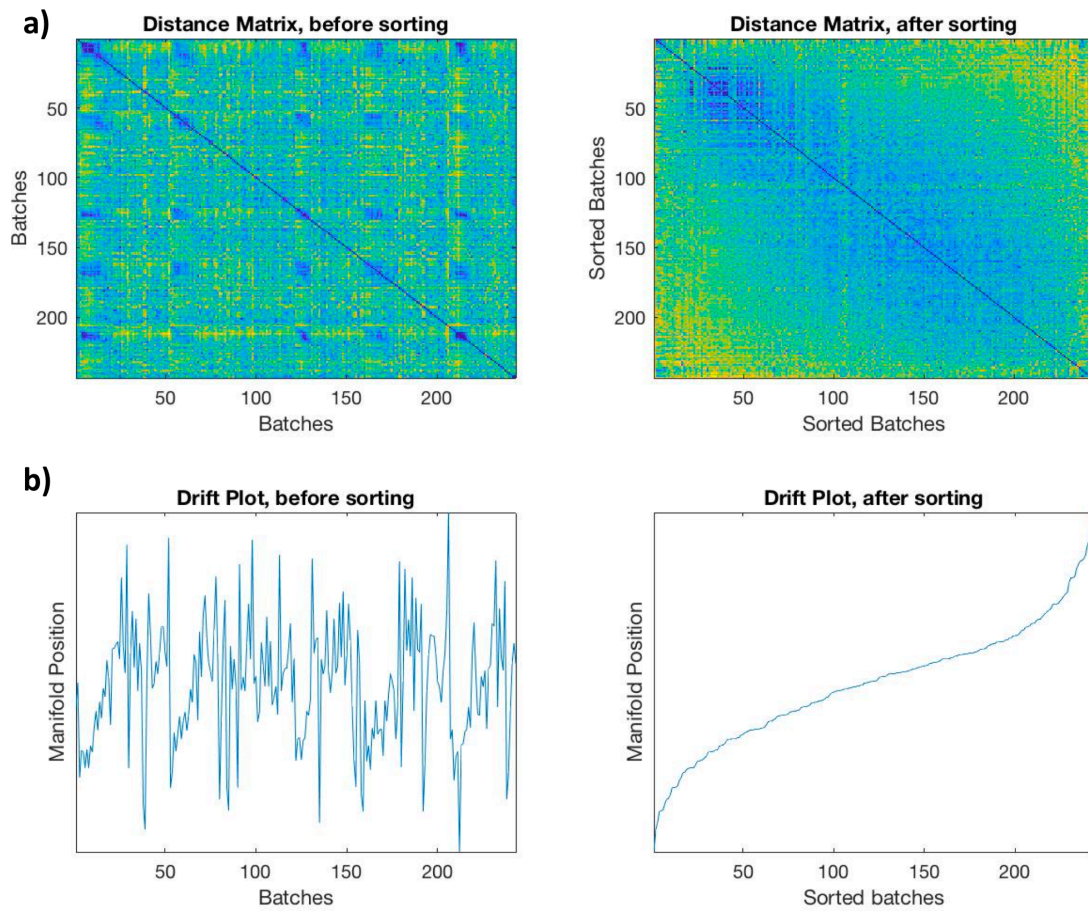 a)
Distance Matrix, before sorting
Batches
50
100
150
200
50
100
150
200
Batches
Distance Matrix, after sorting
Sorted Batches
50
100
150
200
50
100
150
200
Sorted Batches
b)
Drift Plot, before sorting
Manifold Position
50
100
150
200
Batches
Drift Plot, after sorting
Manifold Position
50
100
150
200
Sorted batches